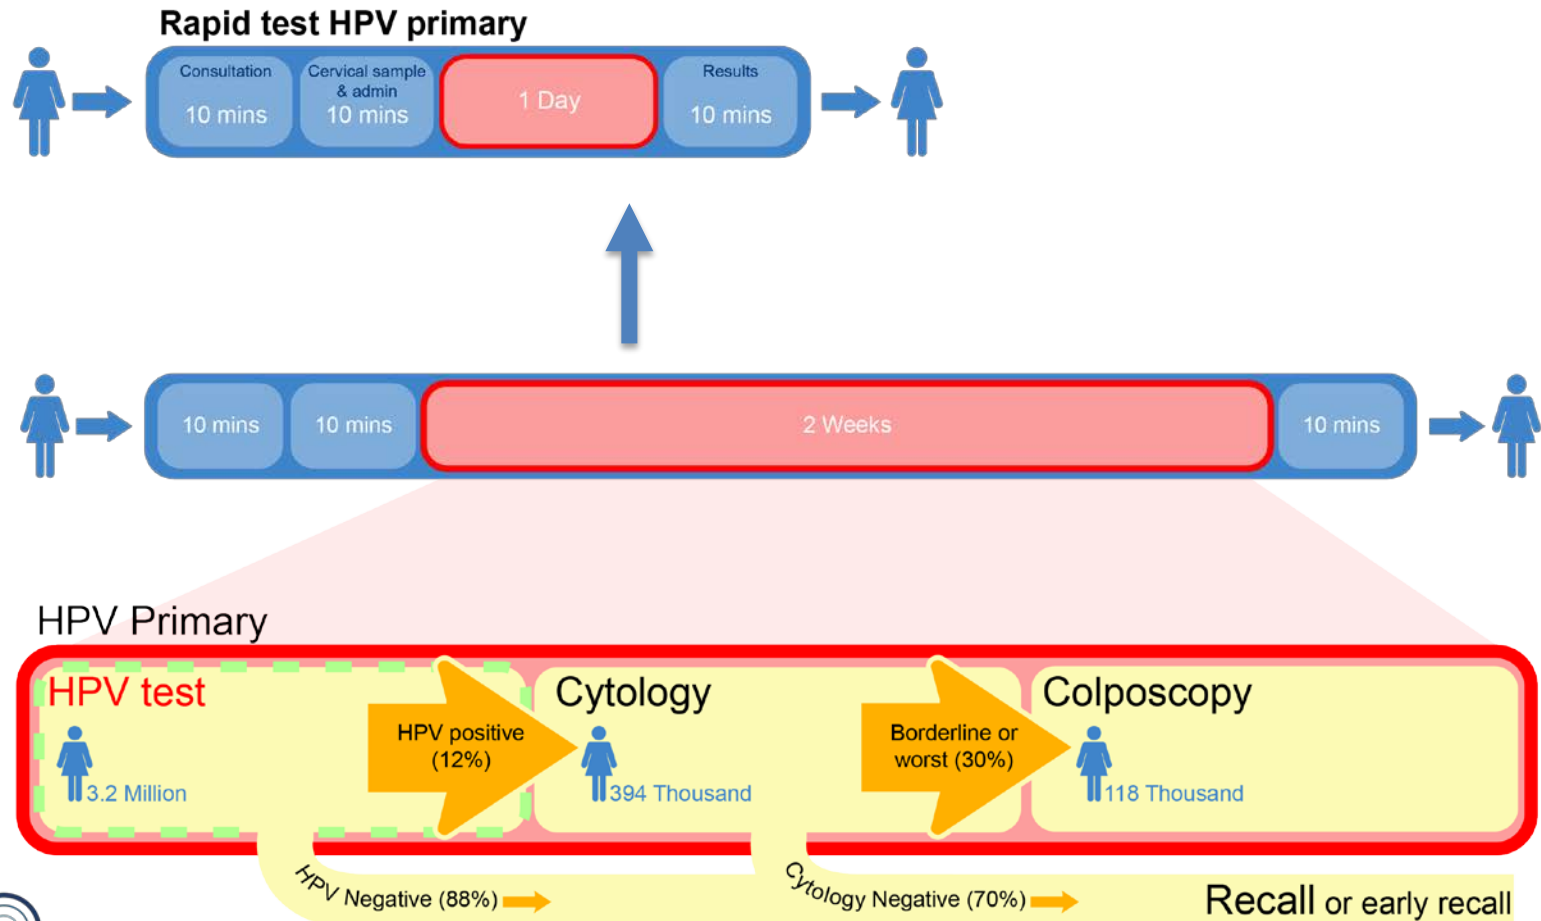 Rapid test HPV primary
Consultation
10 mins
Cervical sample
& admin
10 mins
1 Day
Results
10 mins
10 mins
10 mins
2 Weeks
10 mins
HPV Primary
HPV test
3.2 Million
HPV positive
(12%)
Cytology
394 Thousand
Borderline or
worst (30%)
Colposcopy
118 Thousand
HPV Negative (88%)
Cytology Negative (70%)
Recall or early recall